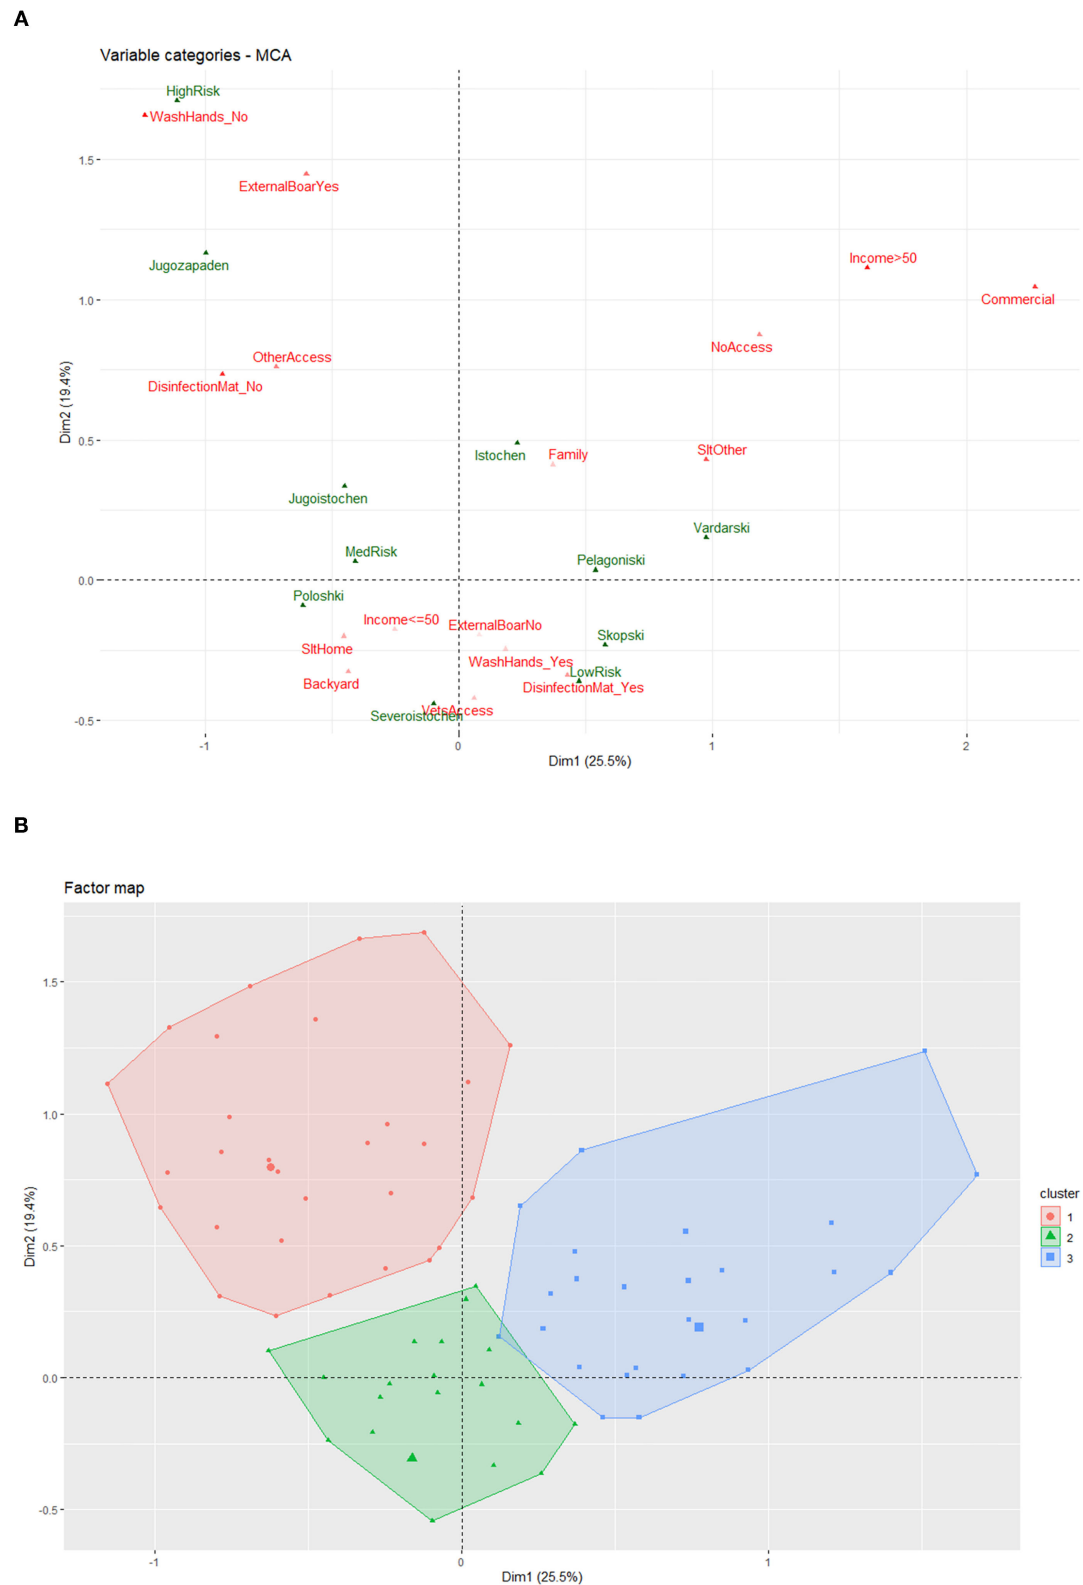 A
Variable categories - MCA
HighRisk
WashHands_No
1.5
ExternalBoarYes
Jugozapaden
Income>50
1.0
Commercial
NoAccess
OtherAccess
DisinfectionMat_No
Dim2 (19.4%)
0.5
Istochen
Family
SltOther
Jugoistochen
Vardarski
MedRisk
Pelagoniski
0.0
Poloshki
Income<=50
ExternalBoarNo
Skopski
SltHome
WashHands_Yes
LowRisk
Backyard
DisinfectionMat_Yes
VetsAccess
Severoistochen
-0.5
-1
0
1
2
Dim1 (25.5%)
B
Factor map
1.5
1.0
0.5
0.0
-0.5
Dim2 (19.4%)
cluster
1
2
3
-1
0
1
Dim1 (25.5%)